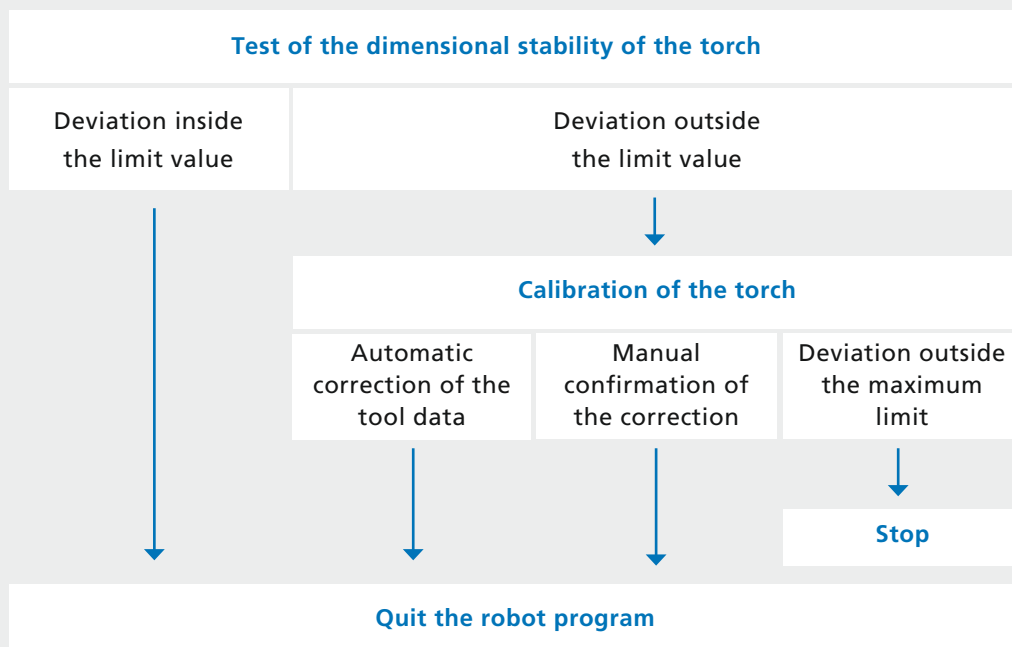 Test of the dimensional stability of the torch
Deviation inside
the limit value
Deviation outside
the limit value
Calibration of the torch
Automatic
correction of the
tool data
Manual
confirmation of
the correction
Deviation outside
the maximum
limit
Stop
Quit the robot program